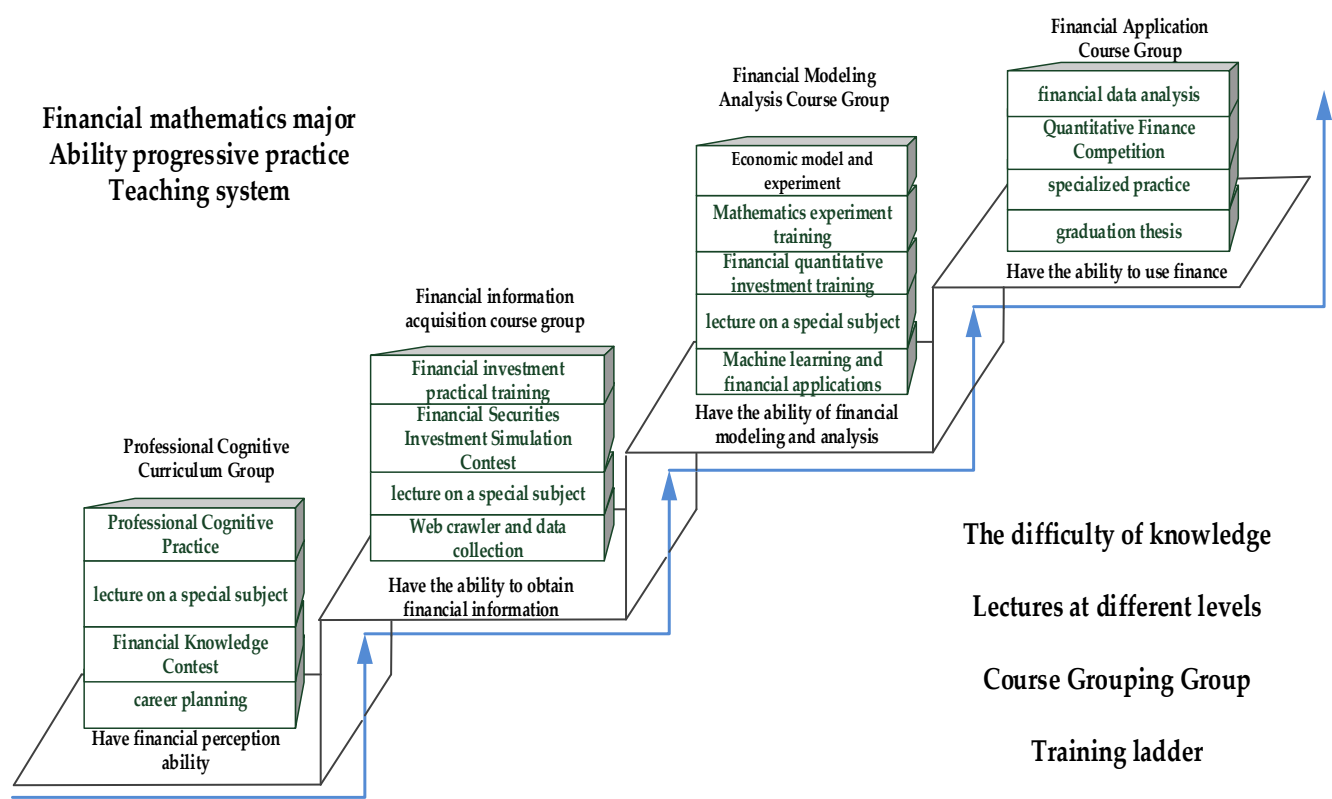 Financial mathematics major
Ability progressive practice
Teaching system
Professional Cognitive
Curriculum Group
Professional Cognitive
Practice
lecture on a special subject
Financial Knowledge
Contest
career planning
Have financial perception
ability
Financial information
acquisition course group
Financial investment
practical training
Financial Securities
Investment Simulation
Contest
lecture on a special subject
Web crawler and data
collection
Have the ability to obtain
financial information
Financial Modeling
Analysis Course Group
Economic model and
experiment
Mathematics experiment
training
Financial quantitative
investment training
lecture on a special subject
Machine learning and
financial applications
Have the ability of financial
modeling and analysis
Financial Application
Course Group
financial data analysis
Quantitative Finance
Competition
specialized practice
graduation thesis
Have the ability to use finance
The difficulty of knowledge
Lectures at different levels
Course Grouping Group
Training ladder